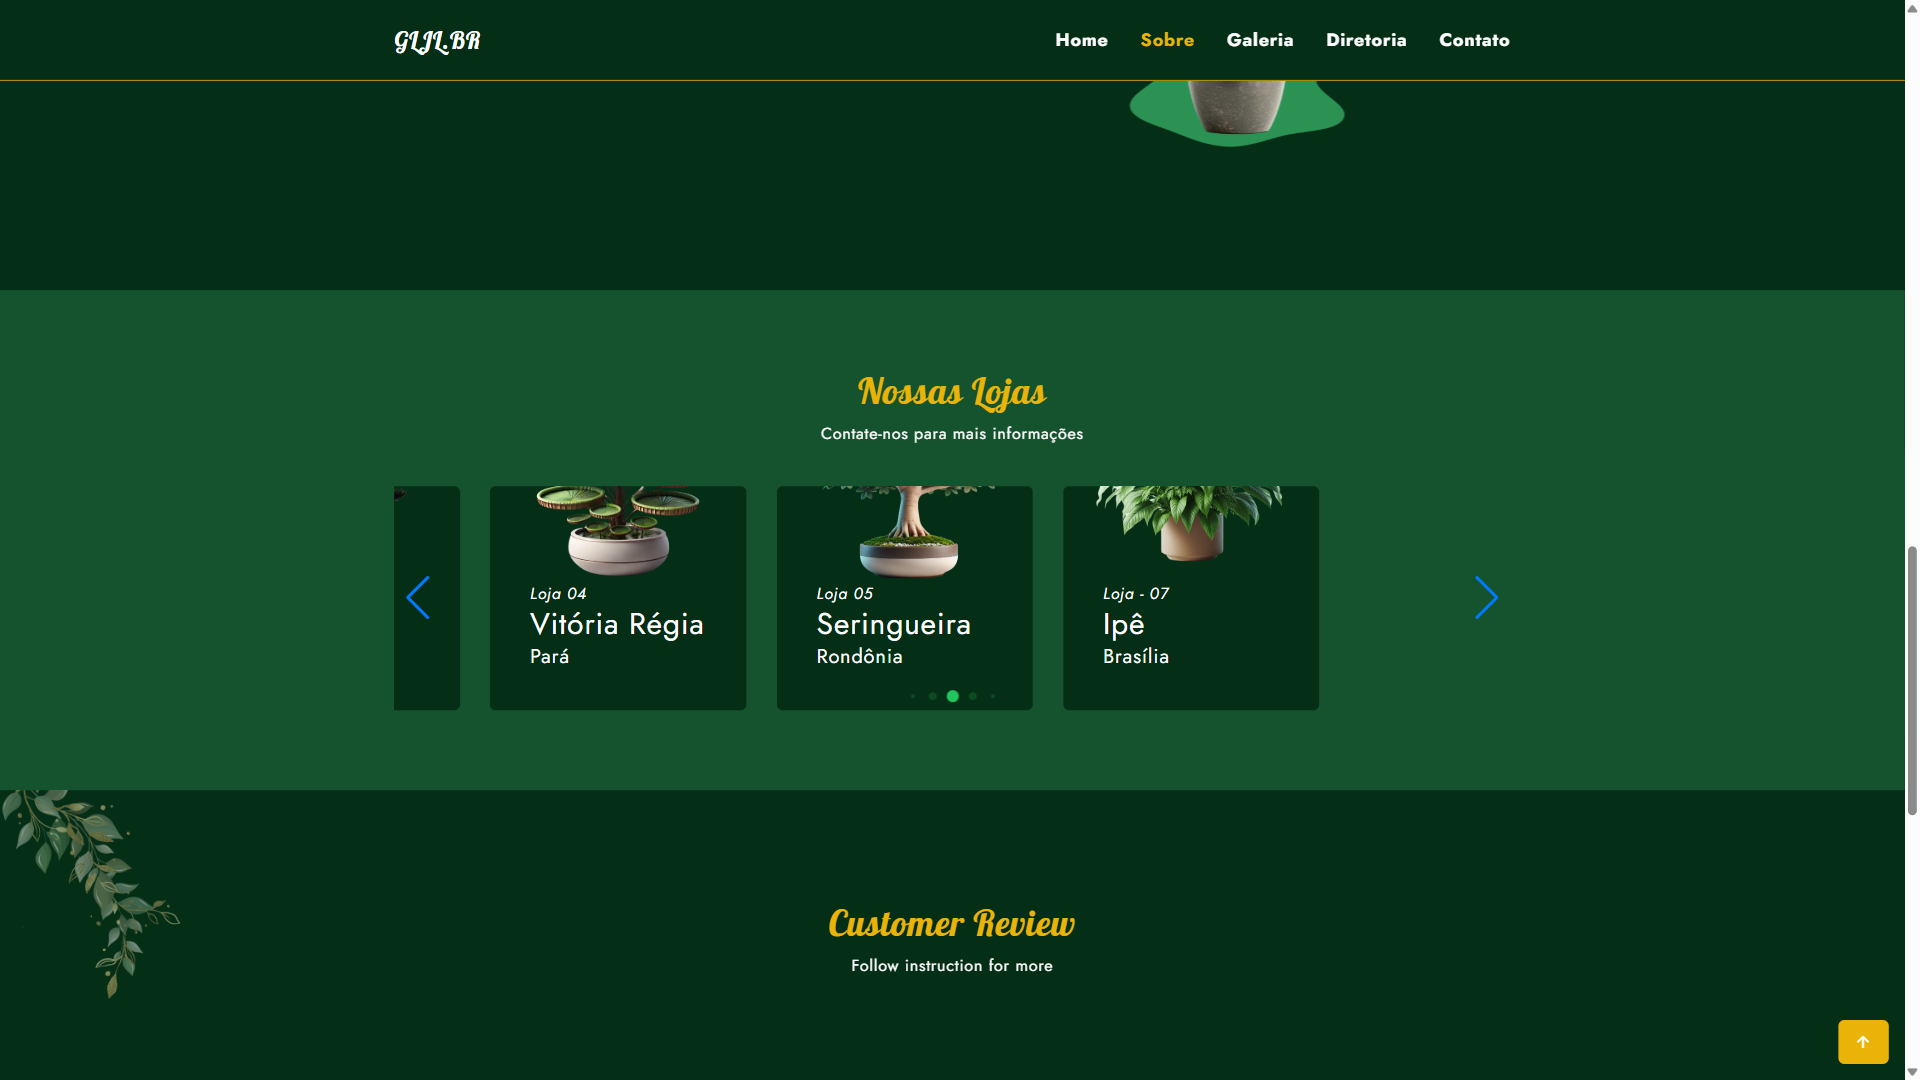 GLJL.BR
Home Sobre Galeria Diretoria Contato
Nossas Lojas
Contate-nos para mais informações
Loja 04
Vitória Régia
Pará
Loja 05
Seringueira
Rondônia
Loja - 07
Ipê
Brasília
Customer Review
Follow instruction for more